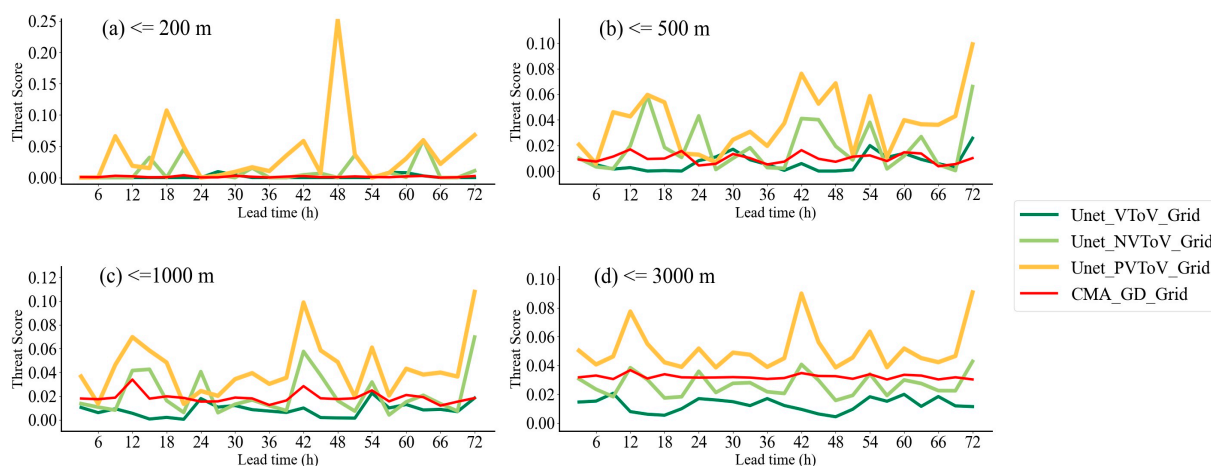 (a) <= 200 m
Threat Score
0.25
0.20
0.15
0.10
0.05
0.00
6 12 18 24 30 36 42 48 54 60 66 72
Lead time (h)
(b) <= 500 m
Threat Score
0.10
0.08
0.06
0.04
0.02
0.00
6 12 18 24 30 36 42 48 54 60 66 72
Lead time (h)
(c) <=1000 m
Threat Score
0.12
0.10
0.08
0.06
0.04
0.02
0.00
6 12 18 24 30 36 42 48 54 60 66 72
Lead time (h)
(d) <= 3000 m
Threat Score
0.10
0.08
0.06
0.04
0.02
0.00
6 12 18 24 30 36 42 48 54 60 66 72
Lead time (h)
Unet_VToV_Grid
Unet_NVToV_Grid
Unet_PVToV_Grid
CMA_GD_Grid